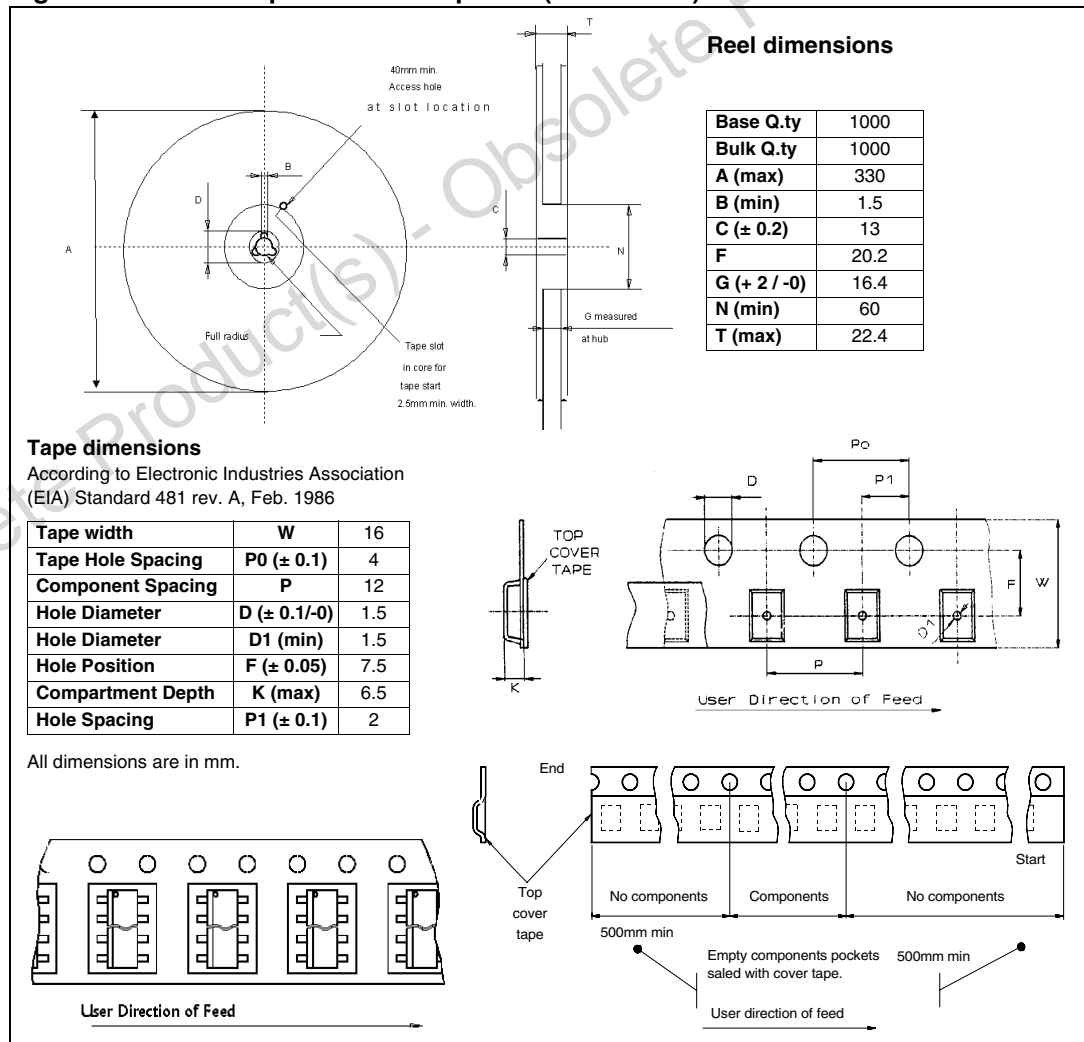 Reel dimensions
T
40mm min.
Access hole
at slot location
B
D
C
A
N
Full radius
Tape slot
in core for
tape start
2.5mm min. width.
G measured
at hub
Base Q.ty 1000
Bulk Q.ty 1000
A (max) 330
B (min) 1.5
C (± 0.2) 13
F 20.2
G (+ 2 / -0) 16.4
N (min) 60
T (max) 22.4
Obsolete Product(s) - Obsolete
Tape dimensions
According to Electronic Industries Association
(EIA) Standard 481 rev. A, Feb. 1986
Tape width W 16
Tape Hole Spacing P0 (± 0.1) 4
Component Spacing P 12
Hole Diameter D (± 0.1/-0) 1.5
Hole Diameter D1 (min) 1.5
Hole Position F (± 0.05) 7.5
Compartment Depth K (max) 6.5
Hole Spacing P1 (± 0.1) 2
All dimensions are in mm.
Po
D
P1
TOP
COVER
TAPE
F
W
D1
P
K
User Direction of Feed
End
Start
Top
cover
tape
No components
Components
No components
500mm min
Empty components pockets
saled with cover tape.
500mm min
User direction of feed
User Direction of Feed